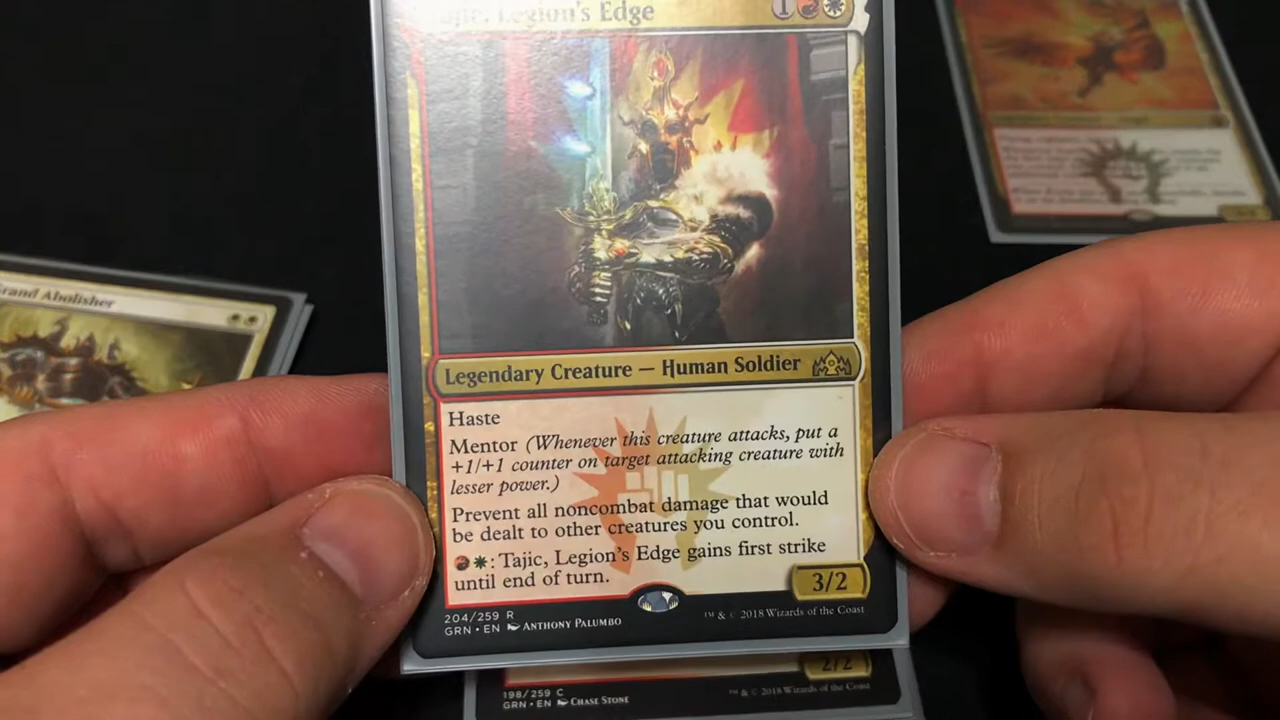 Tajic, Legion's Edge
1
Grand Abolisher
Legendary Creature — Human Soldier
Haste
Mentor (Whenever this creature attacks, put a
+1/+1 counter on target attacking creature with
lesser power.)
Prevent all noncombat damage that would
be dealt to other creatures you control.
: Tajic, Legion's Edge gains first strike
until end of turn.
3/2
204/259 R
GRN • EN ANTHONY PALUMBO
™ & © 2018 Wizards of the Coast
2/2
198/259 C
GRN • EN CHASE STONE
™ & © 2018 Wizards of the Coast